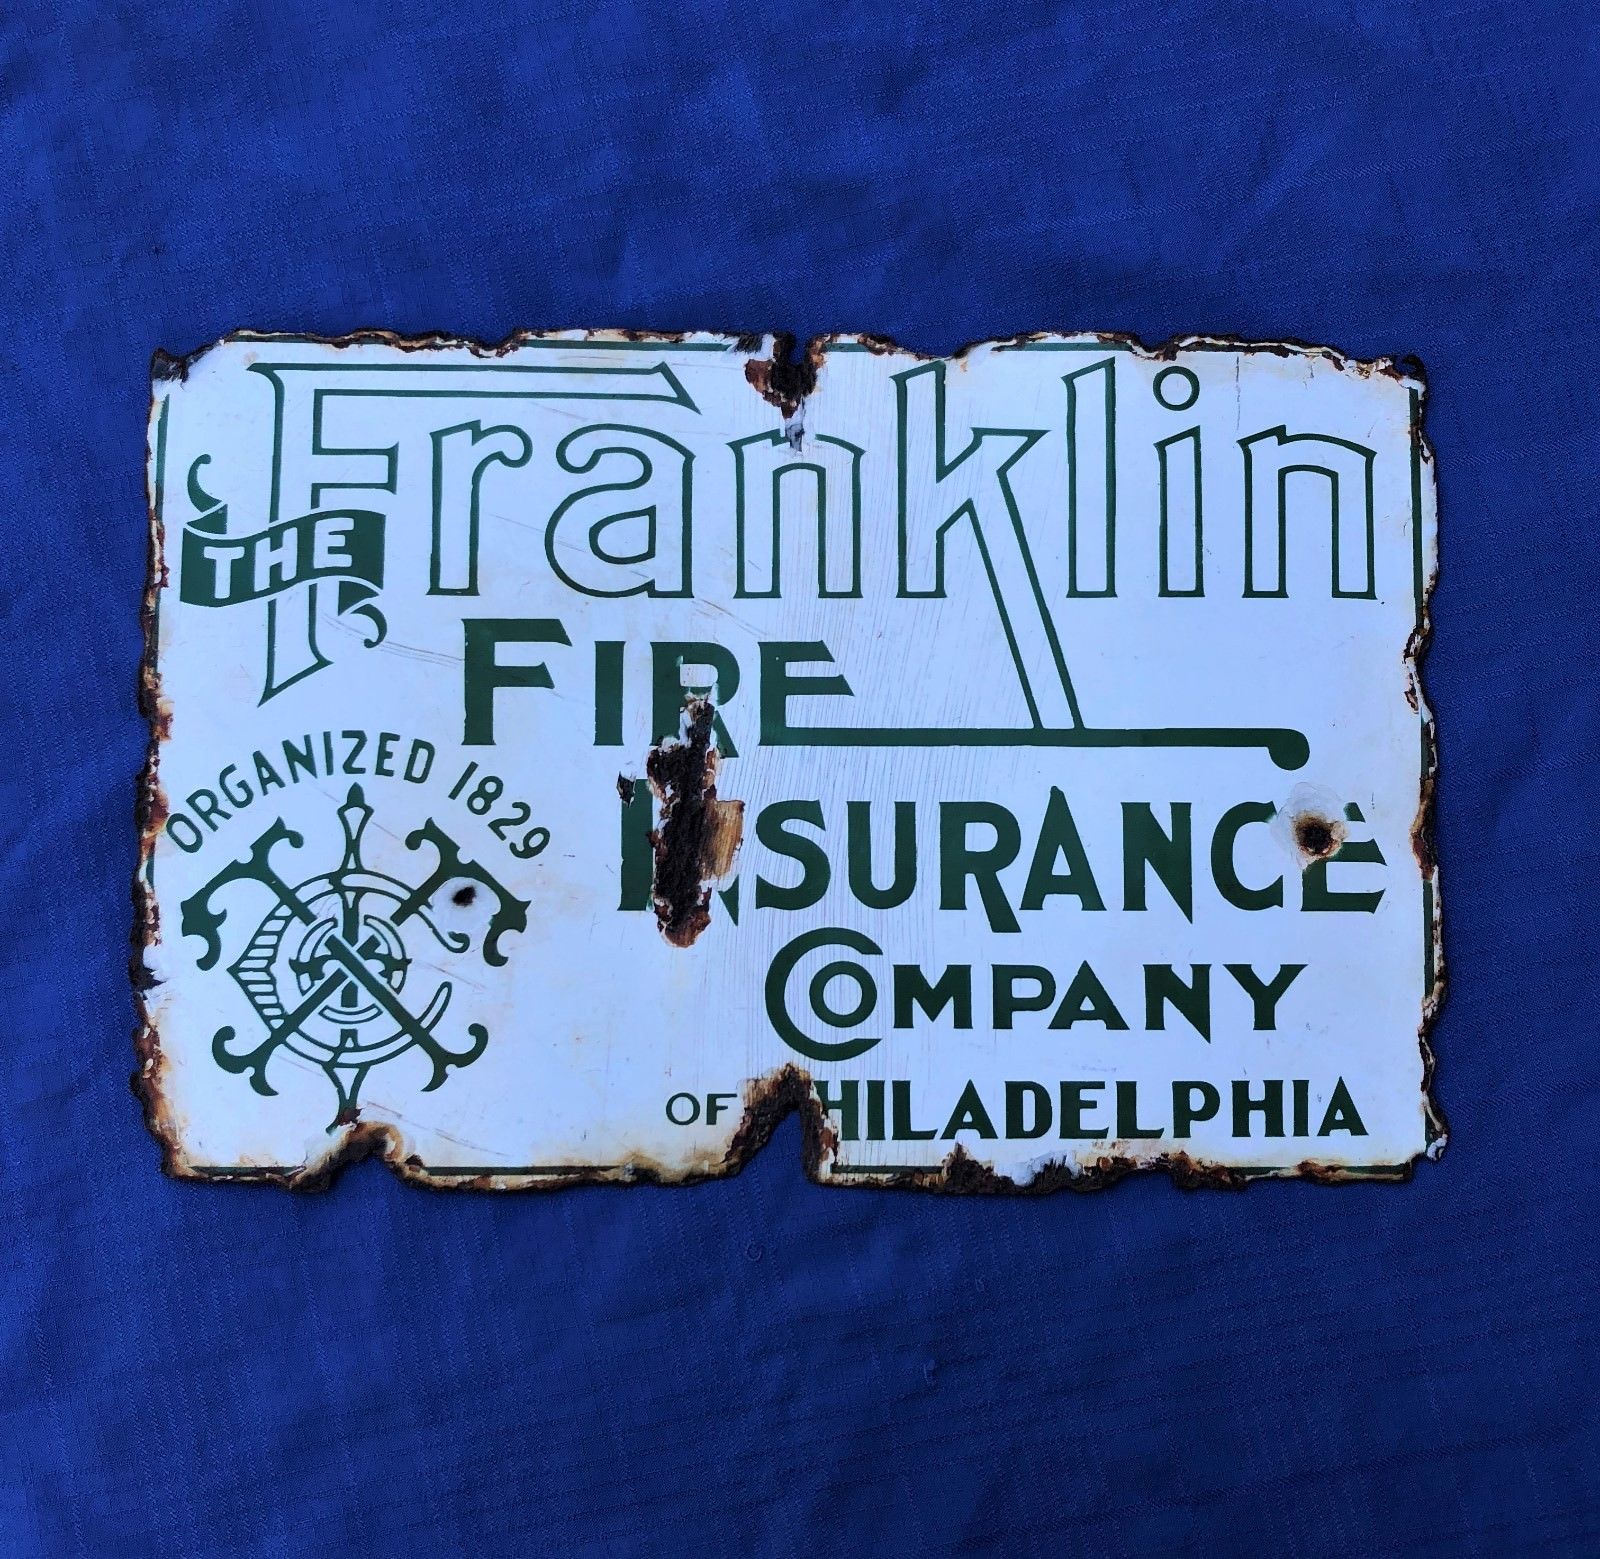 THE Franklin
FIRE
INSURANCE
COMPANY
OF PHILADELPHIA
ORGANIZED 1829